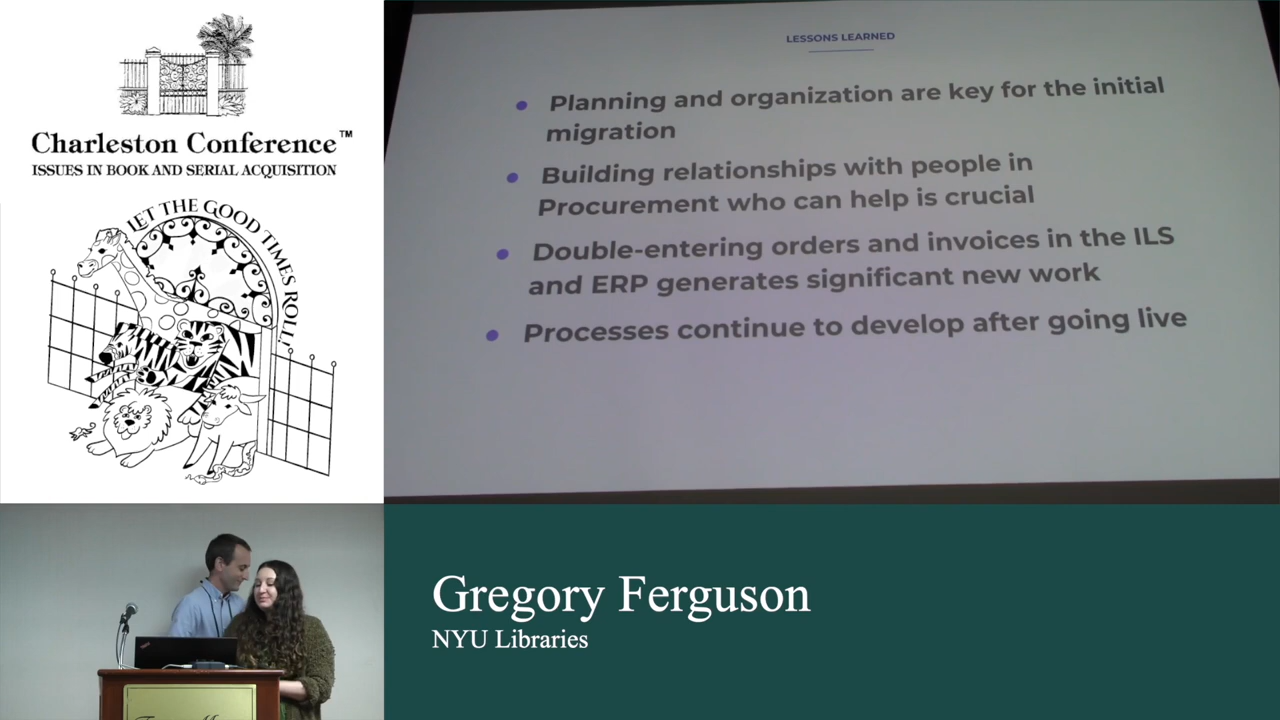 Charleston Conference™
ISSUES IN BOOK AND SERIAL ACQUISITION
LET THE GOOD TIMES ROLL!
LESSONS LEARNED
• Planning and organization are key for the initial
migration
• Building relationships with people in
Procurement who can help is crucial
• Double-entering orders and invoices in the ILS
and ERP generates significant new work
• Processes continue to develop after going live
Gregory Ferguson
NYU Libraries